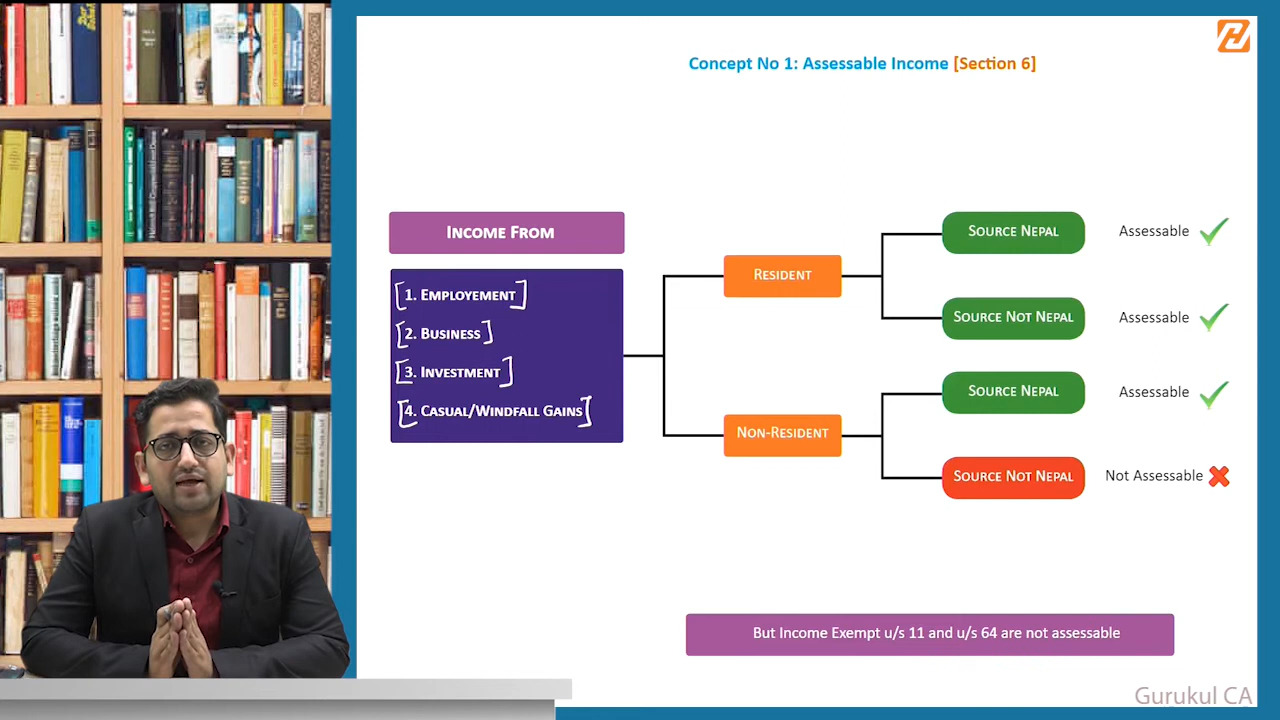 Concept No 1: Assessable Income [Section 6]
INCOME FROM
[1. EMPLOYEMENT]
[2. BUSINESS]
[3. INVESTMENT]
[4. CASUAL/WINDFALL GAINS]
RESIDENT
SOURCE NEPAL
Assessable
SOURCE NOT NEPAL
Assessable
NON-RESIDENT
SOURCE NEPAL
Assessable
SOURCE NOT NEPAL
Not Assessable
But Income Exempt u/s 11 and u/s 64 are not assessable
Gurukul CA